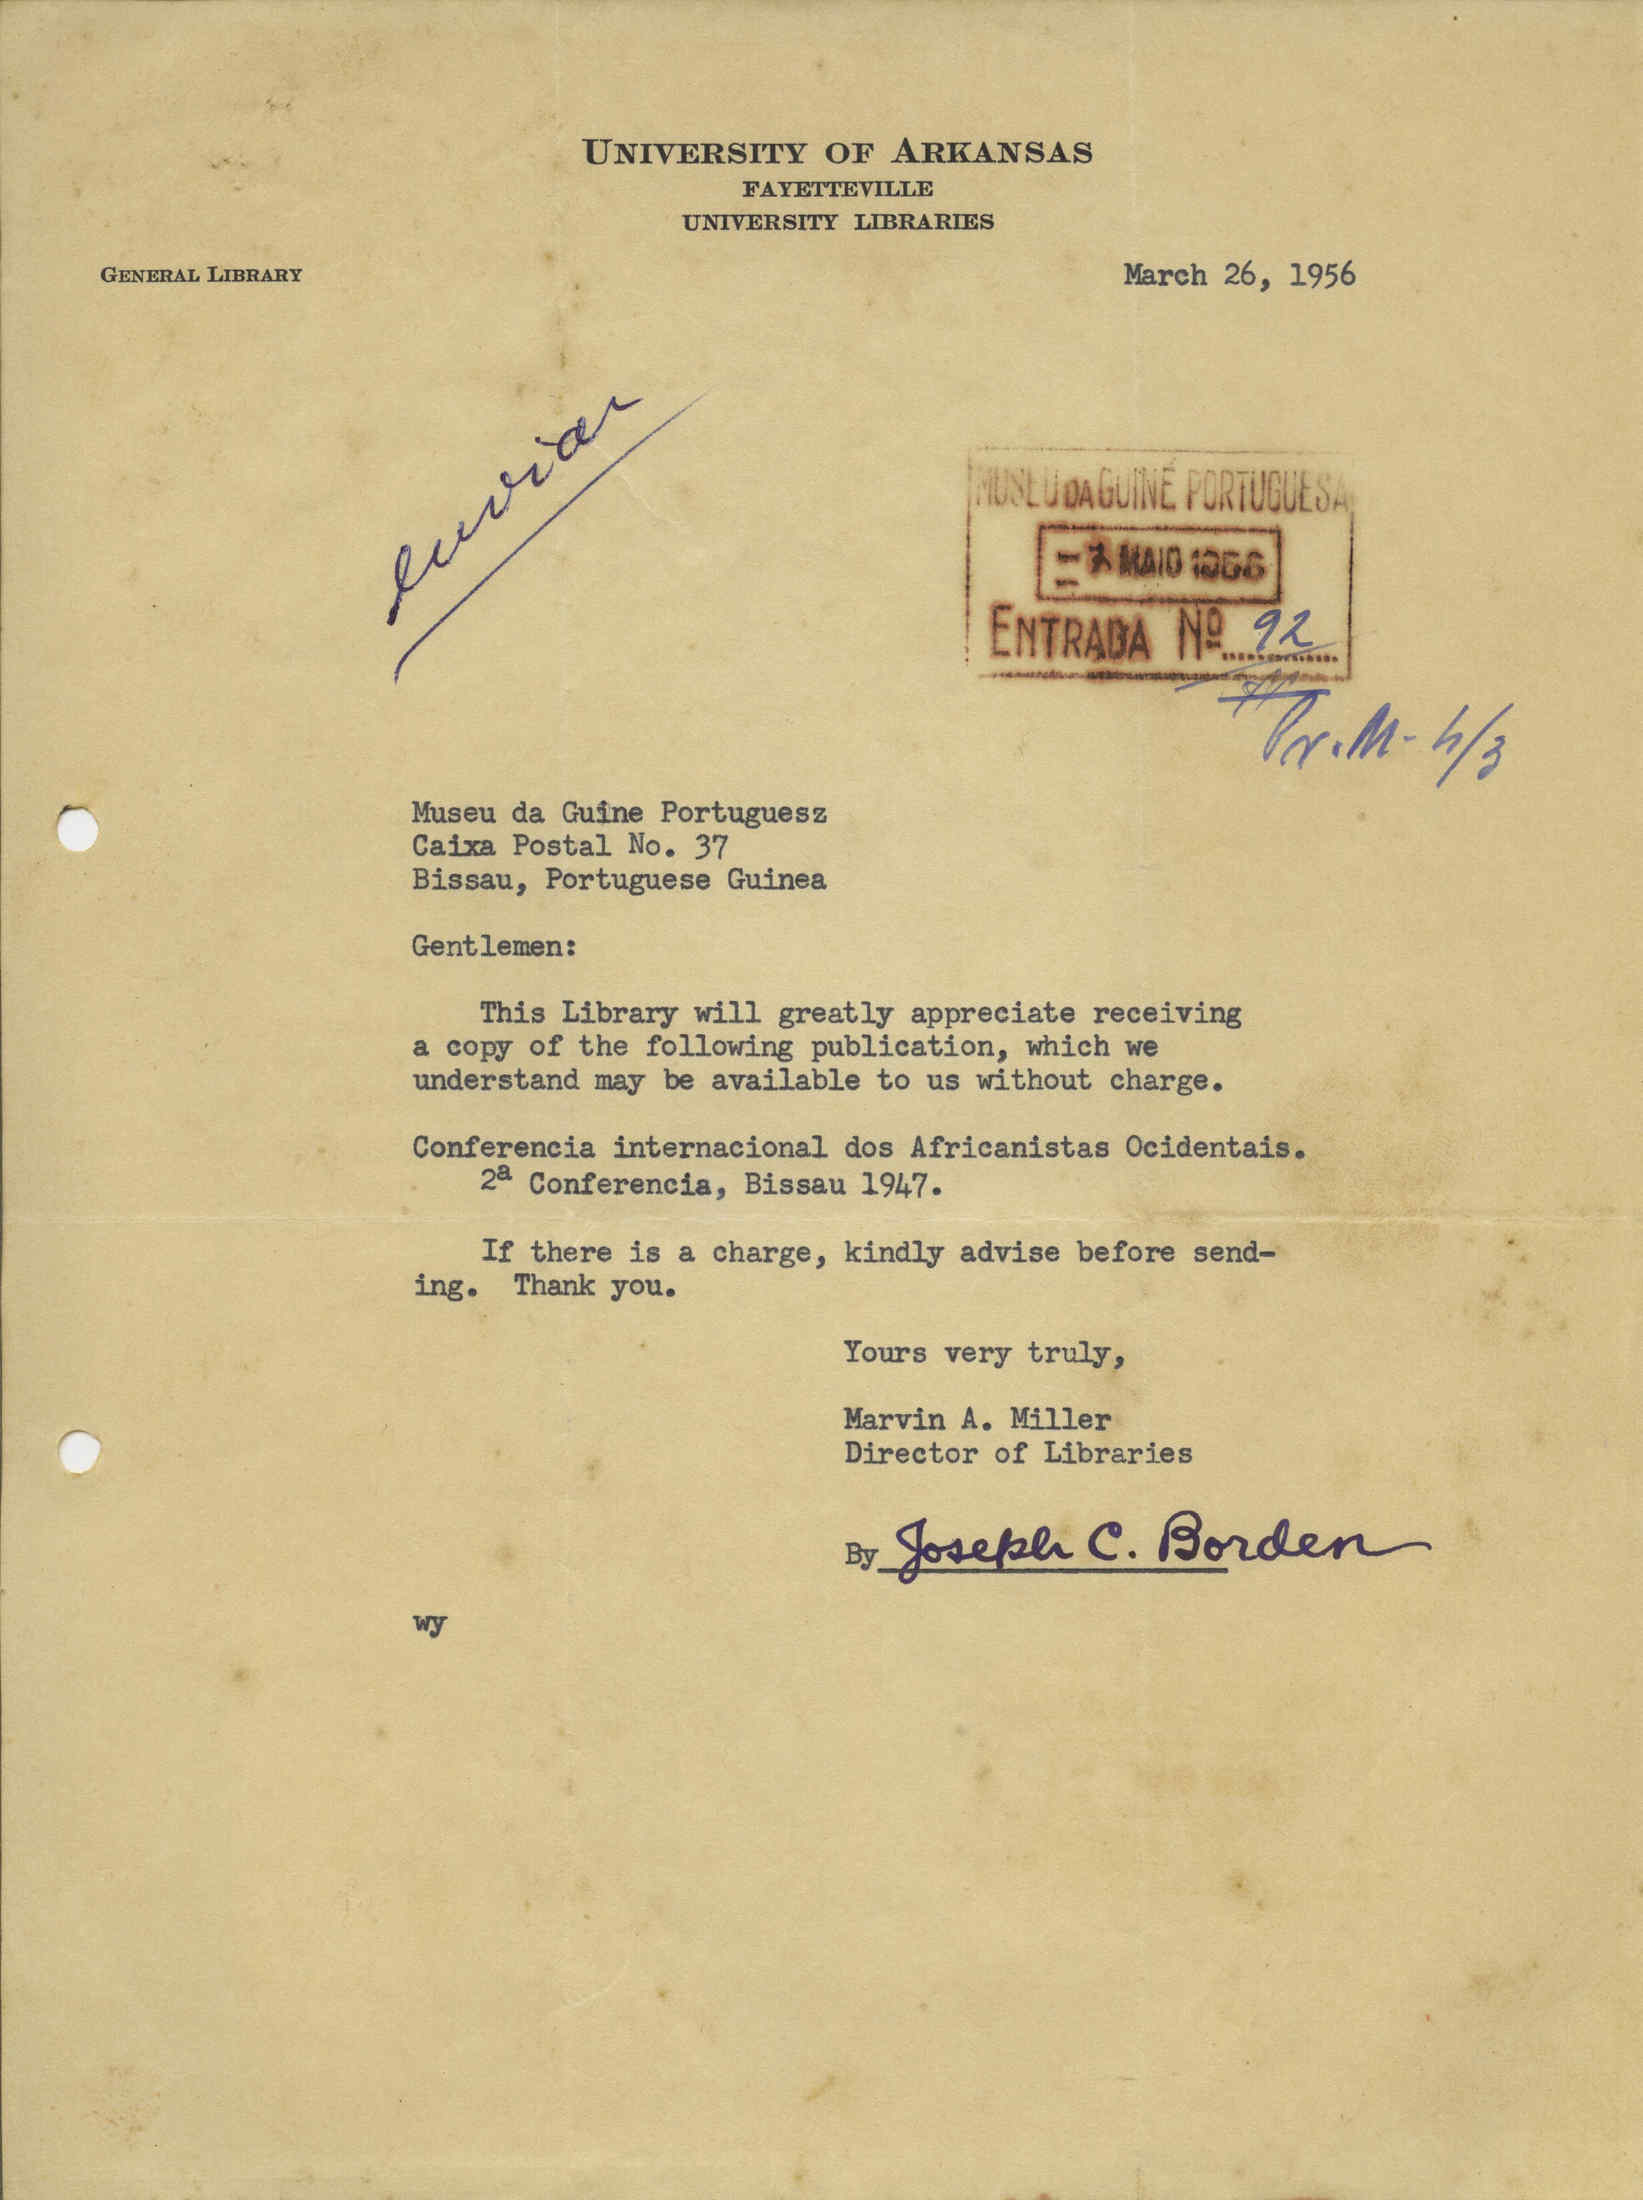 UNIVERSITY OF ARKANSAS
FAYETTEVILLE
UNIVERSITY LIBRARIES
GENERAL LIBRARY
March 26, 1956
enviar
MUSEU DA GUINÉ PORTUGUESA
MAIO 1956
ENTRADA Nº 92
Pr. M- h/3
Museu da Guine Portuguesz
Caixa Postal No. 37
Bissau, Portuguese Guinea
Gentlemen:
This Library will greatly appreciate receiving
a copy of the following publication, which we
understand may be available to us without charge.
Conferencia internacional dos Africanistas Ocidentais.
2a Conferencia, Bissau 1947.
If there is a charge, kindly advise before send-
ing. Thank you.
Yours very truly,
Marvin A. Miller
Director of Libraries
By Joseph C. Borden
wy